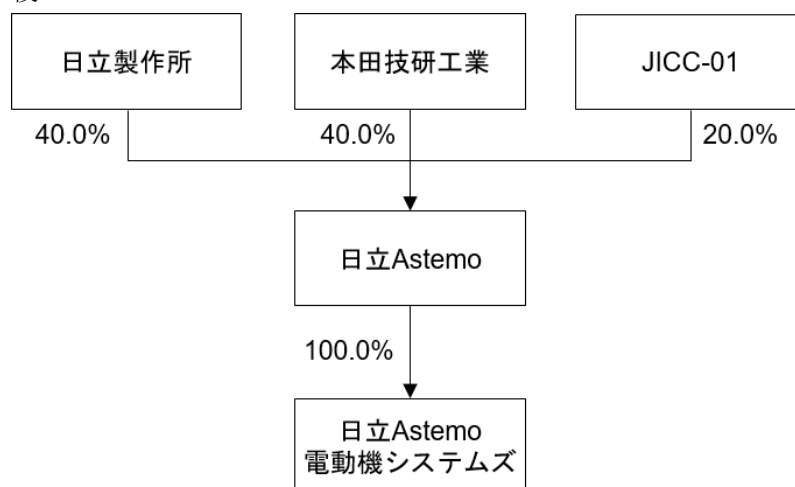 日立製作所
本田技研工業
JICC-01
40.0%
40.0%
20.0%
日立Astemo
100.0%
日立Astemo
電動機システムズ